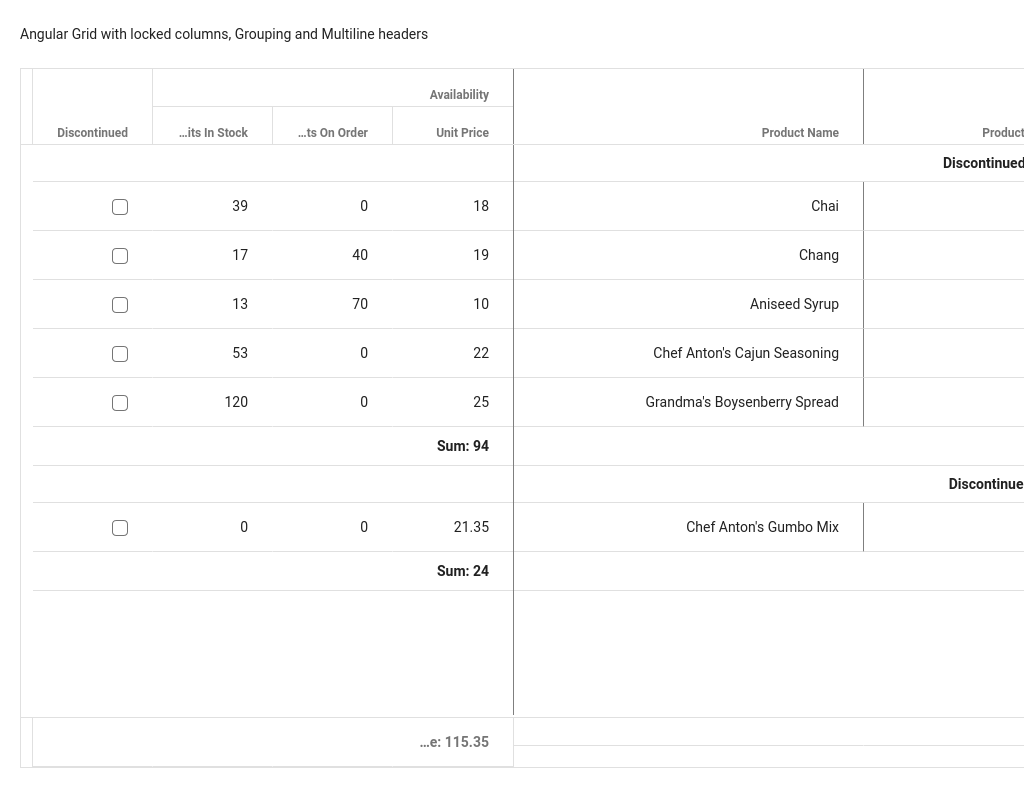 Angular Grid with locked columns, Grouping and Multiline headers
Availability
Discontinued ...its In Stock ...ts On Order Unit Price Product Name Product
Discontinued
39 0 18 Chai
17 40 19 Chang
13 70 10 Aniseed Syrup
53 0 22 Chef Anton's Cajun Seasoning
120 0 25 Grandma's Boysenberry Spread
Sum: 94
Discontinue
0 0 21.35 Chef Anton's Gumbo Mix
Sum: 24
...e: 115.35